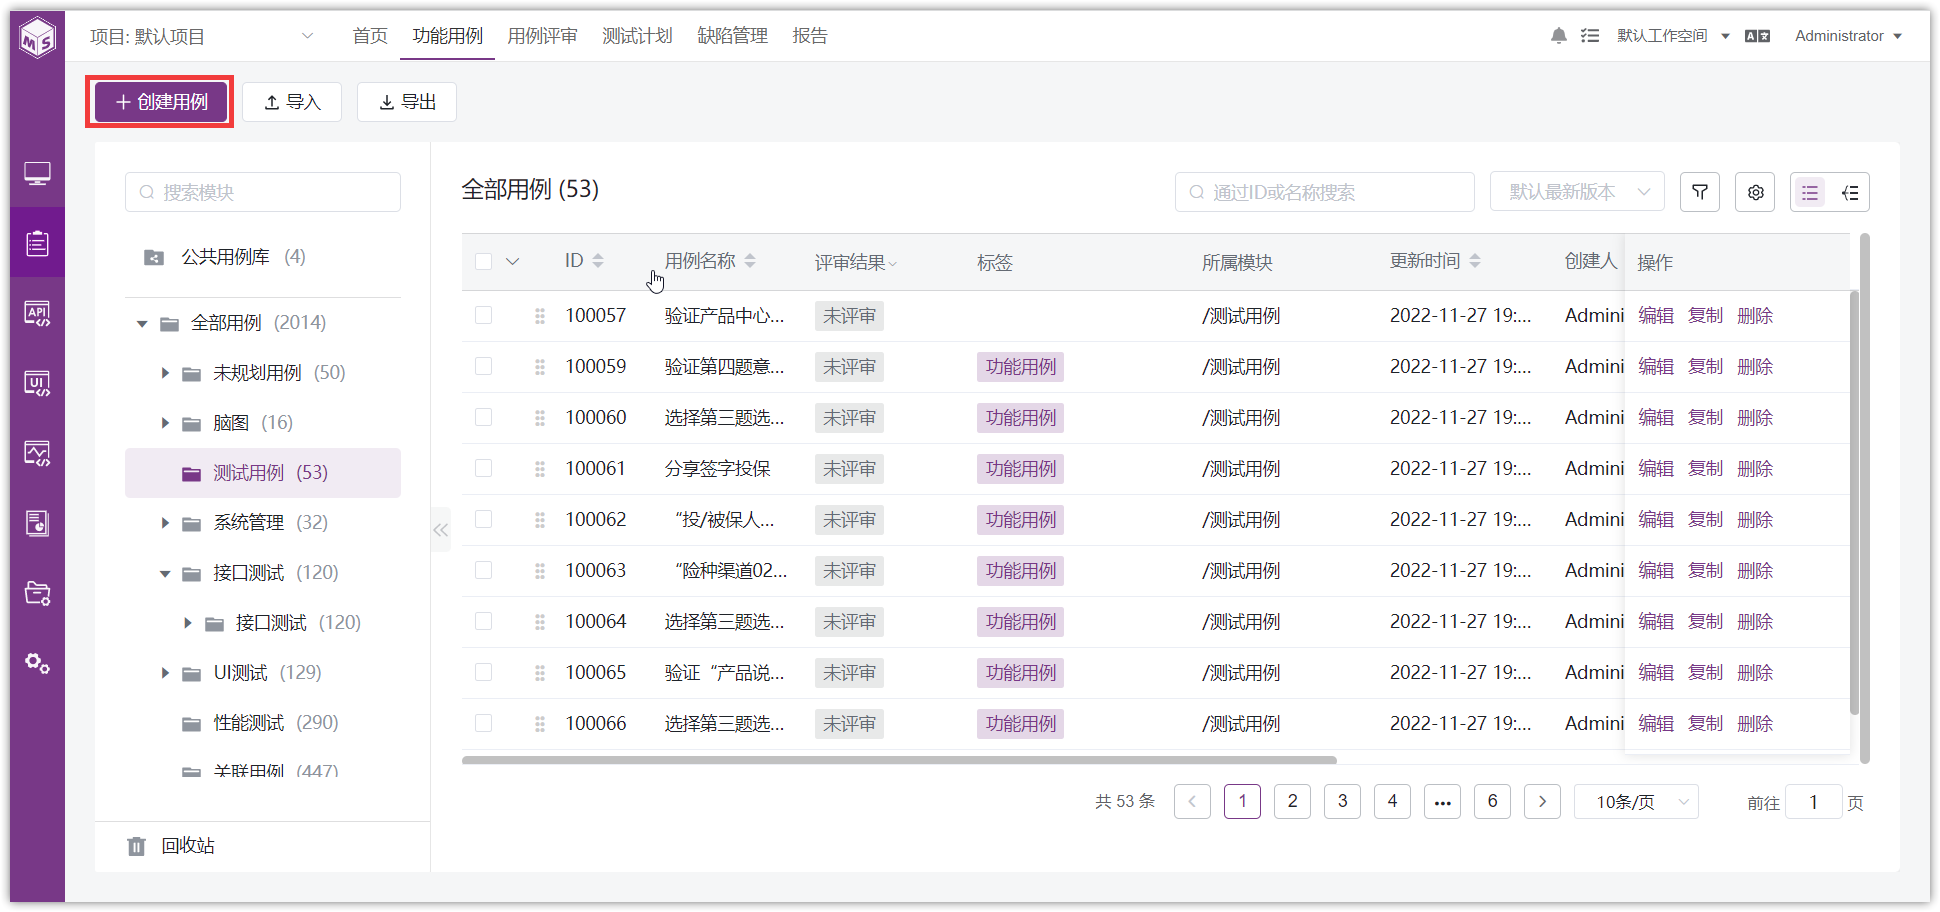 MS
项目: 默认项目
首页 功能用例 用例评审 测试计划 缺陷管理 报告
默认工作空间 Administrator
创建用例 导入 导出
搜索模块
公共用例库 (4)
全部用例 (2014)
未规划用例 (50)
脑图 (16)
测试用例 (53)
系统管理 (32)
接口测试 (120)
接口测试 (120)
UI测试 (129)
性能测试 (290)
关联用例 (447)
回收站
API
UI
全部用例 (53)
通过ID或名称搜索 默认最新版本
ID 用例名称 评审结果 标签 所属模块 更新时间 创建人 操作
100057 验证产品中心... 未评审 /测试用例 2022-11-27 19:... Admini 编辑 复制 删除
100059 验证第四题意... 未评审 功能用例 /测试用例 2022-11-27 19:... Admini 编辑 复制 删除
100060 选择第三题选... 未评审 功能用例 /测试用例 2022-11-27 19:... Admini 编辑 复制 删除
100061 分享签字投保 未评审 功能用例 /测试用例 2022-11-27 19:... Admini 编辑 复制 删除
100062 “投/被保人... 未评审 功能用例 /测试用例 2022-11-27 19:... Admini 编辑 复制 删除
100063 “险种渠道02... 未评审 功能用例 /测试用例 2022-11-27 19:... Admini 编辑 复制 删除
100064 选择第三题选... 未评审 功能用例 /测试用例 2022-11-27 19:... Admini 编辑 复制 删除
100065 验证“产品说... 未评审 功能用例 /测试用例 2022-11-27 19:... Admini 编辑 复制 删除
100066 选择第三题选... 未评审 功能用例 /测试用例 2022-11-27 19:... Admini 编辑 复制 删除
共 53 条 1 2 3 4 ... 6 10条/页 前往 1 页